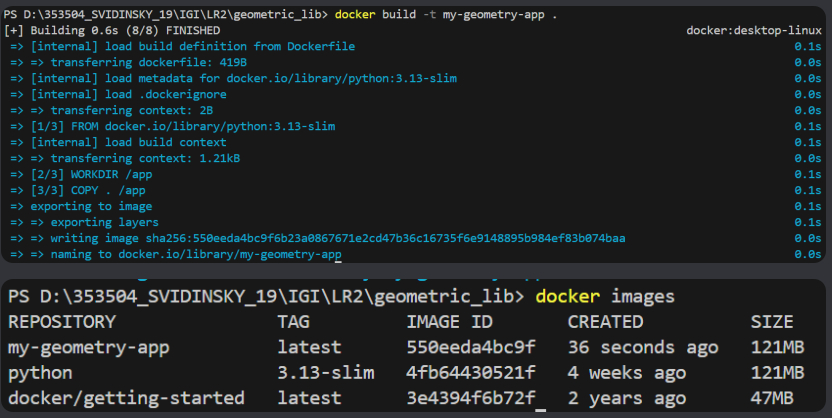 PS D:\353504_SVIDINSKY_19\IGI\LR2\geometric_lib> docker build -t my-geometry-app .
[+] Building 0.6s (8/8) FINISHED docker:desktop-linux
=> [internal] load build definition from Dockerfile 0.1s
=> => transferring dockerfile: 419B 0.0s
=> [internal] load metadata for docker.io/library/python:3.13-slim 0.0s
=> [internal] load .dockerignore 0.0s
=> => transferring context: 2B 0.0s
=> [1/3] FROM docker.io/library/python:3.13-slim 0.1s
=> [internal] load build context 0.1s
=> => transferring context: 1.21kB 0.0s
=> [2/3] WORKDIR /app 0.1s
=> [3/3] COPY . /app 0.1s
=> exporting to image 0.1s
=> => exporting layers 0.1s
=> => writing image sha256:550eeda4bc9f6b23a0867671e2cd47b36c16735f6e9148895b984ef83b074baa 0.0s
=> => naming to docker.io/library/my-geometry-app 0.0s
PS D:\353504_SVIDINSKY_19\IGI\LR2\geometric_lib> docker images
REPOSITORY TAG IMAGE ID CREATED SIZE
my-geometry-app latest 550eeda4bc9f 36 seconds ago 121MB
python 3.13-slim 4fb64430521f 4 weeks ago 121MB
docker/getting-started latest 3e4394f6b72f 2 years ago 47MB